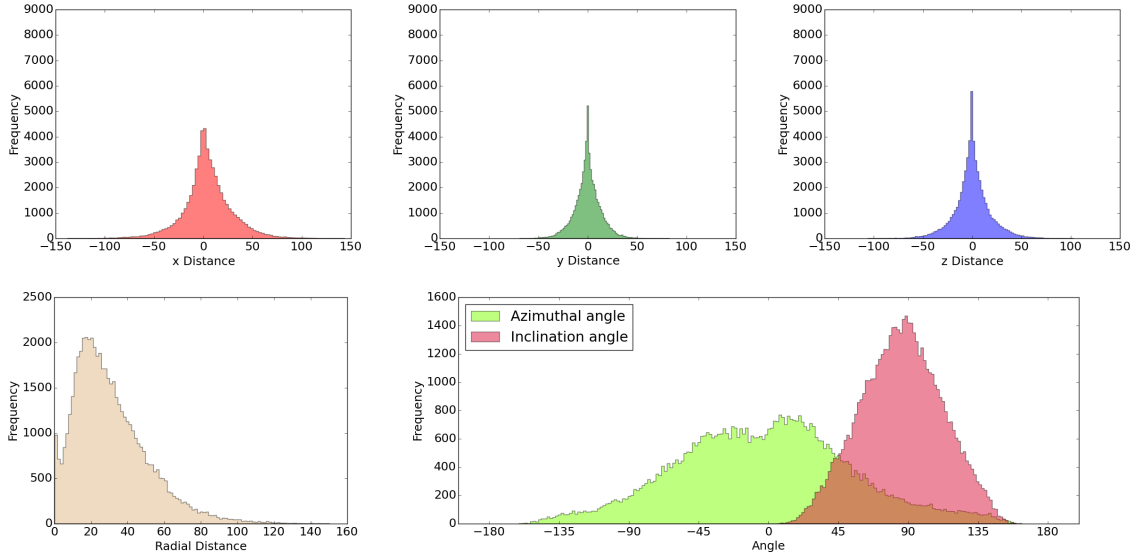 9000
8000
7000
6000
5000
4000
3000
2000
1000
0
Frequency
−150 −100 −50 0 50 100 150
x Distance
9000
8000
7000
6000
5000
4000
3000
2000
1000
0
Frequency
−150 −100 −50 0 50 100 150
y Distance
9000
8000
7000
6000
5000
4000
3000
2000
1000
0
Frequency
−150 −100 −50 0 50 100 150
z Distance
2500
2000
1500
1000
500
0
Frequency
0 20 40 60 80 100 120 140 160
Radial Distance
1600
1400
1200
1000
800
600
400
200
0
Frequency
Azimuthal angle
Inclination angle
−180 −135 −90 −45 0 45 90 135 180
Angle